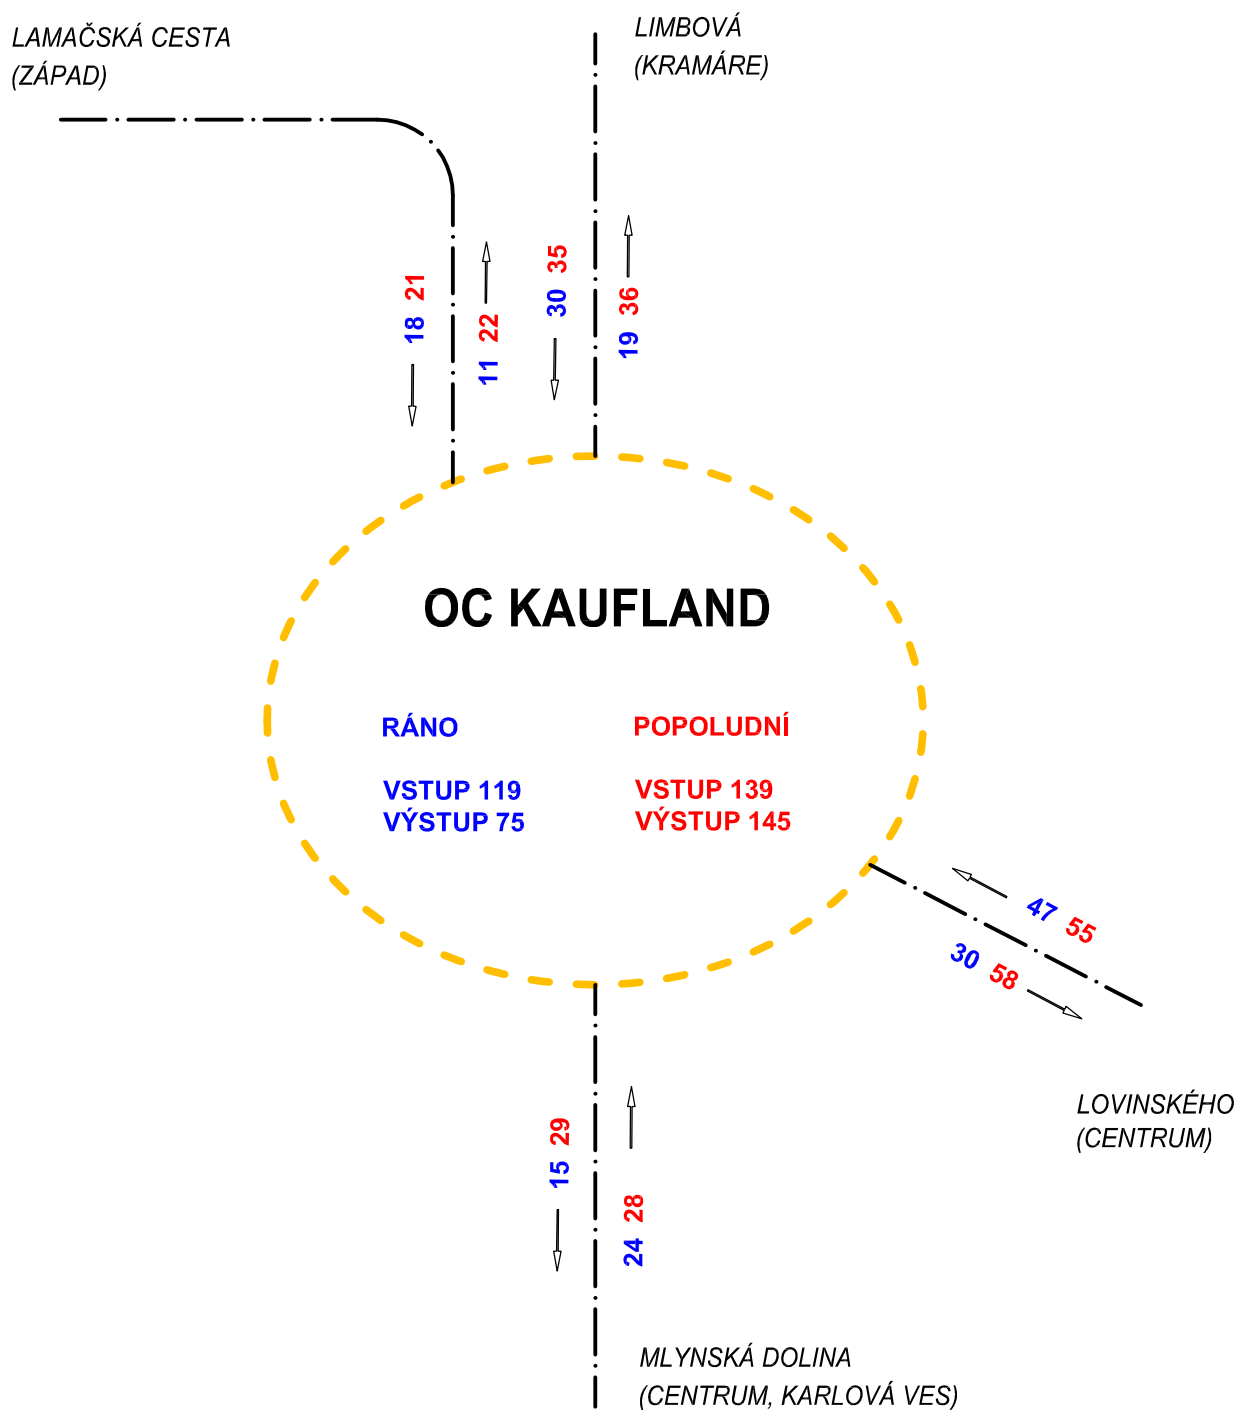 LAMAČSKÁ CESTA
(ZÁPAD)
LIMBOVÁ
(KRAMÁRE)
18 21
11 22
30 35
19 36
OC KAUFLAND
RÁNO
VSTUP 119
VÝSTUP 75
POPOLUDNÍ
VSTUP 139
VÝSTUP 145
47 55
30 58
LOVINSKÉHO
(CENTRUM)
15 29
24 28
MLYNSKÁ DOLINA
(CENTRUM, KARLOVÁ VES)